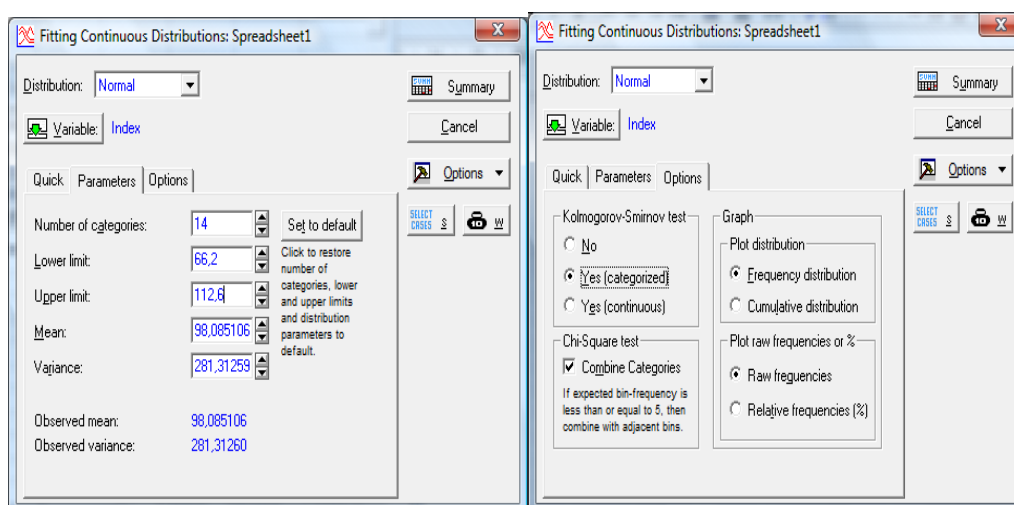 Fitting Continuous Distributions: Spreadsheet1
X
Distribution: Normal
Summary
Variable: Index
Cancel
Quick Parameters Options
Options
Number of categories: 14
Set to default
SELECT CASES S W
Lower limit: 66,2
Click to restore
number of
categories, lower
and upper limits
and distribution
parameters to
default.
Upper limit: 112,6
Mean: 98,085106
Variance: 281,31259
Observed mean: 98,085106
Observed variance: 281,31260
Fitting Continuous Distributions: Spreadsheet1
X
Distribution: Normal
SUMM
Summary
Variable: Index
Cancel
Quick Parameters Options
Options
Kolmogorov-Smirnov test
No
Yes (categorized)
Yes (continuous)
Graph
Plot distribution
Frequency distribution
Cumulative distribution
SELECT CASES S W
Chi-Square test
Combine Categories
If expected bin-frequency is
less than or equal to 5, then
combine with adjacent bins.
Plot raw frequencies or %
Raw frequencies
Relative frequencies (%)